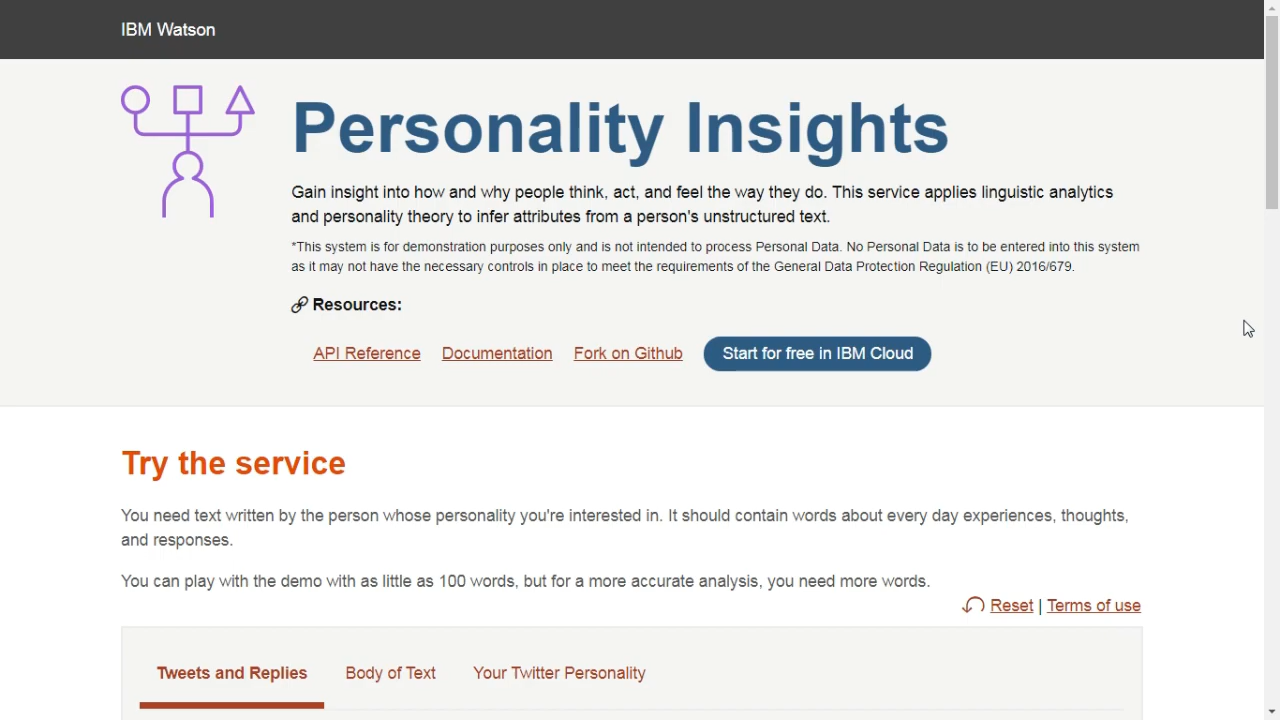 IBM Watson
Personality Insights
Gain insight into how and why people think, act, and feel the way they do. This service applies linguistic analytics
and personality theory to infer attributes from a person's unstructured text.
*This system is for demonstration purposes only and is not intended to process Personal Data. No Personal Data is to be entered into this system
as it may not have the necessary controls in place to meet the requirements of the General Data Protection Regulation (EU) 2016/679.
Resources:
API Reference Documentation Fork on Github Start for free in IBM Cloud
Try the service
You need text written by the person whose personality you're interested in. It should contain words about every day experiences, thoughts,
and responses.
You can play with the demo with as little as 100 words, but for a more accurate analysis, you need more words.
Reset | Terms of use
Tweets and Replies Body of Text Your Twitter Personality